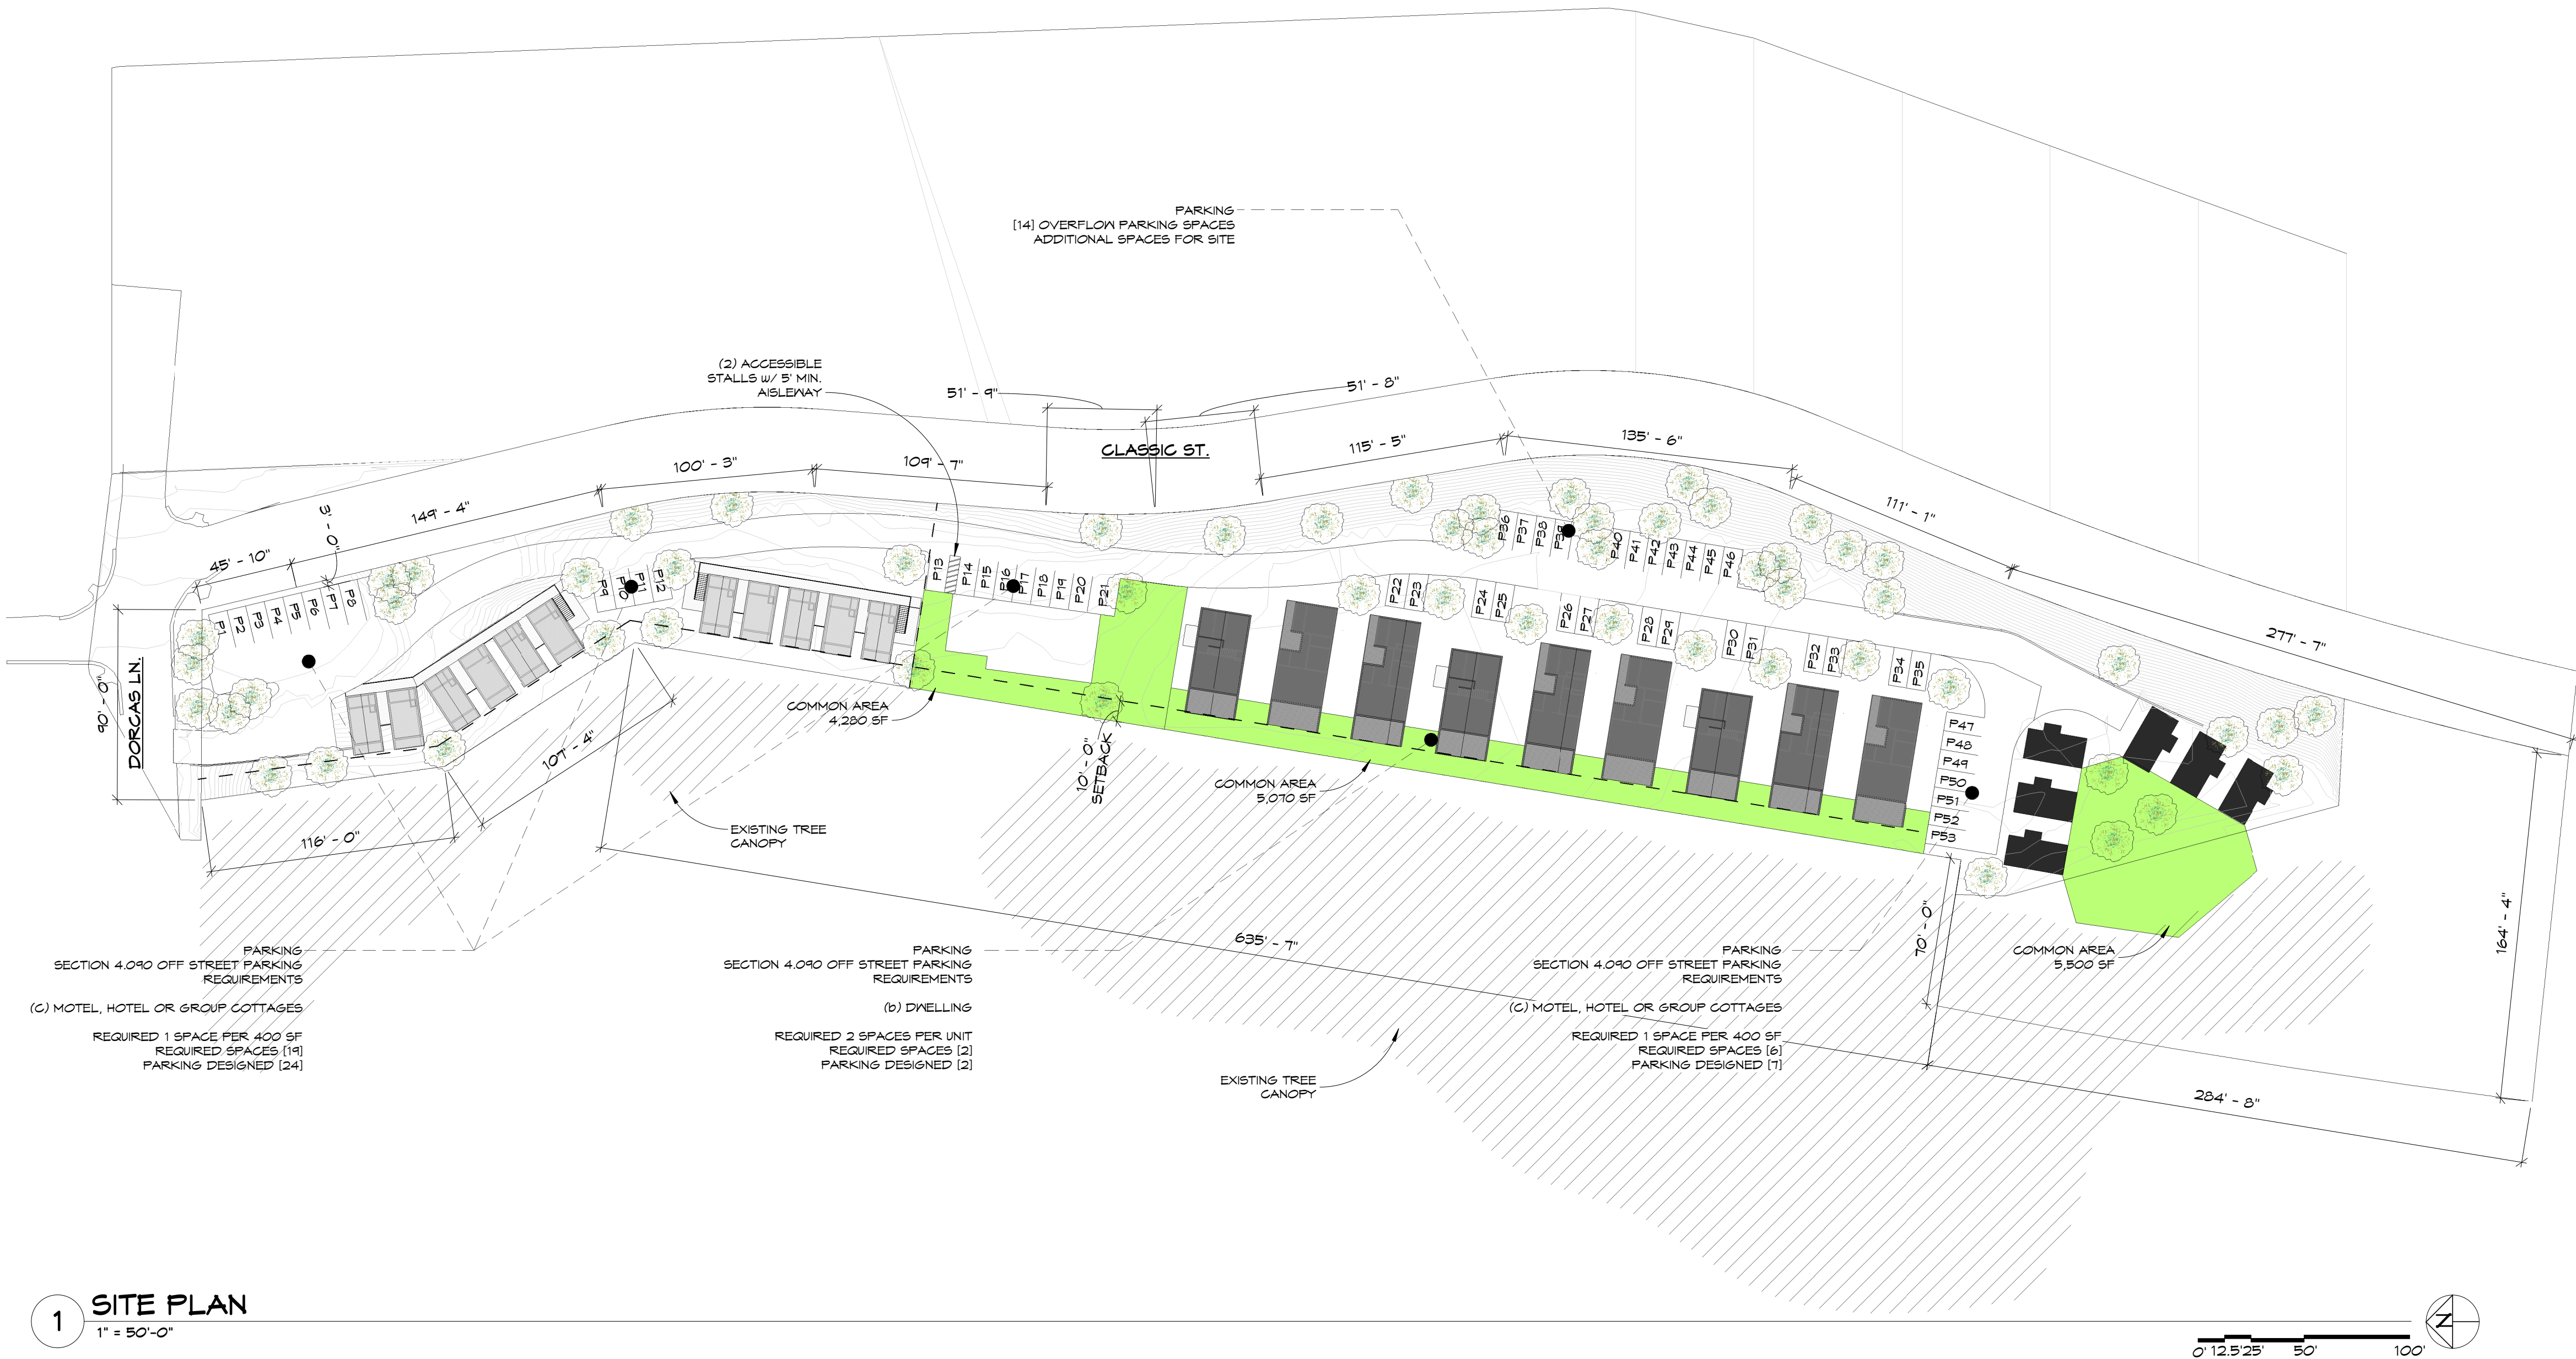 PARKING
[14] OVERFLOW PARKING SPACES
ADDITIONAL SPACES FOR SITE
(2) ACCESSIBLE
STALLS W/ 5' MIN.
AISLEWAY
51' - 9"
51' - 8"
CLASSIC ST.
45' - 10"
3' - 0"
149' - 4"
100' - 3"
109' - 7"
115' - 5"
135' - 6"
111' - 1"
277' - 7"
DORCAS LN.
90' - 0"
P1
P2
P3
P4
P5
P6
P7
P8
P9
P10
P11
P12
P13
P14
P15
P16
P17
P18
P19
P20
P21
P22
P23
P24
P25
P26
P27
P28
P29
P30
P31
P32
P33
P34
P35
P36
P37
P38
P39
P40
P41
P42
P43
P44
P45
P46
P47
P48
P49
P50
P51
P52
P53
COMMON AREA
4,280 SF
10' - 0"
SETBACK
COMMON AREA
5,070 SF
COMMON AREA
5,500 SF
116' - 0"
107' - 4"
EXISTING TREE
CANOPY
635' - 7"
70' - 0"
164' - 4"
284' - 8"
PARKING
SECTION 4.090 OFF STREET PARKING
REQUIREMENTS
(C) MOTEL, HOTEL OR GROUP COTTAGES
REQUIRED 1 SPACE PER 400 SF
REQUIRED SPACES [19]
PARKING DESIGNED [24]
PARKING
SECTION 4.090 OFF STREET PARKING
REQUIREMENTS
(b) DWELLING
REQUIRED 2 SPACES PER UNIT
REQUIRED SPACES [2]
PARKING DESIGNED [2]
PARKING
SECTION 4.090 OFF STREET PARKING
REQUIREMENTS
(C) MOTEL, HOTEL OR GROUP COTTAGES
REQUIRED 1 SPACE PER 400 SF
REQUIRED SPACES [6]
PARKING DESIGNED [7]
EXISTING TREE
CANOPY
1
SITE PLAN
1" = 50'-0"
N
0' 12.5' 25' 50' 100'